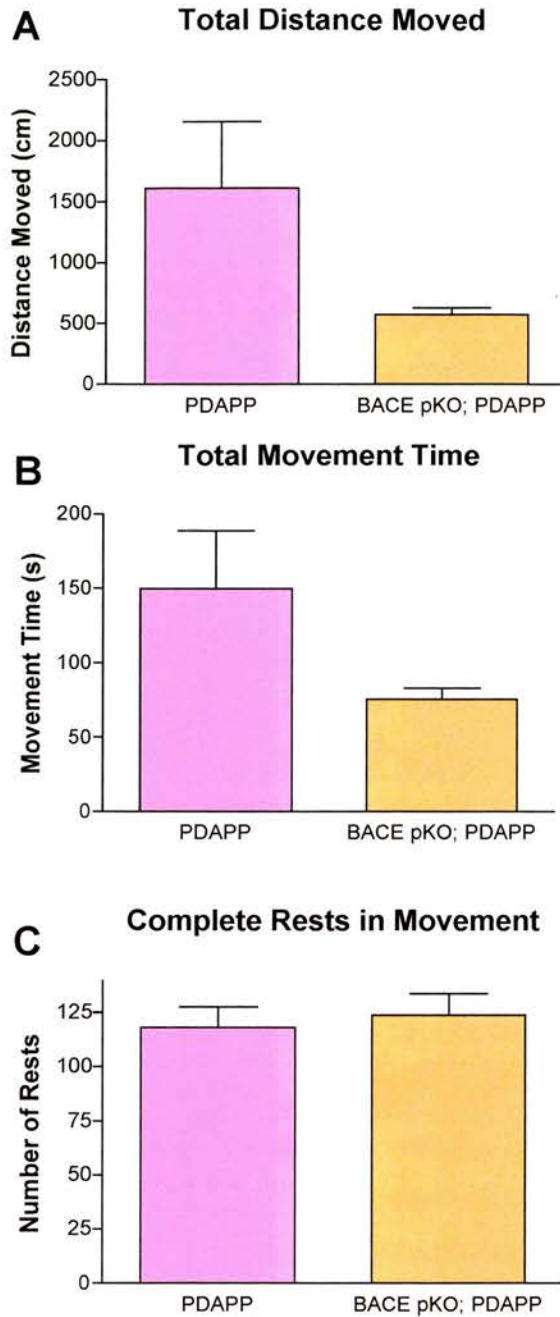 A
Total Distance Moved
Distance Moved (cm)
2500
2000
1500
1000
500
0
PDAPP
BACE pKO; PDAPP
B
Total Movement Time
Movement Time (s)
200
150
100
50
0
PDAPP
BACE pKO; PDAPP
C
Complete Rests in Movement
Number of Rests
125
100
75
50
25
0
PDAPP
BACE pKO; PDAPP